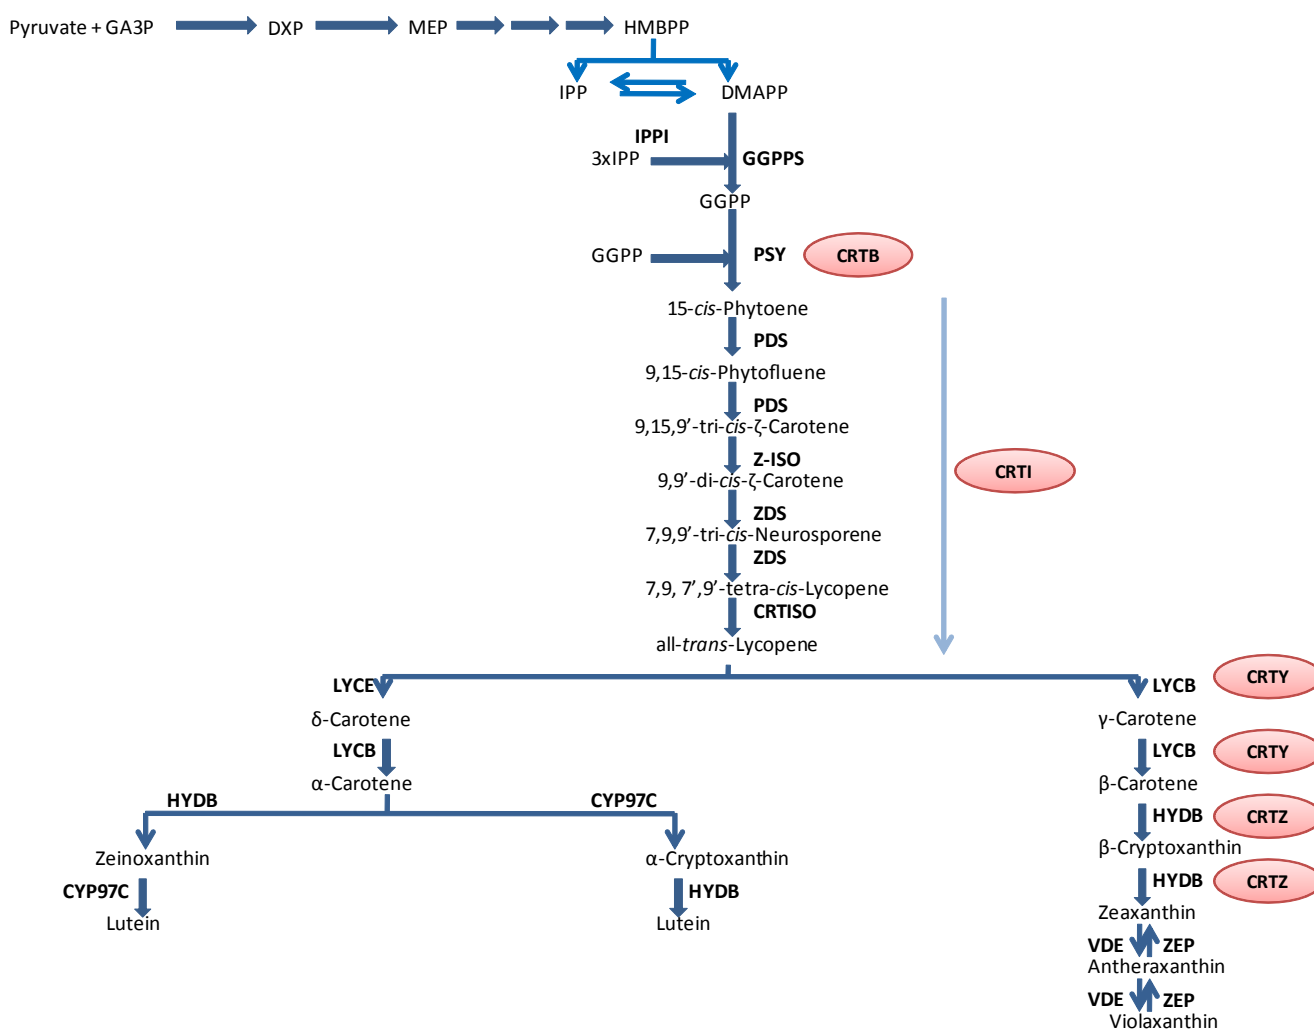 Pyruvate + GA3P DXP MEP HMBPP
IPP DMAPP
IPPI
3xIPP GGPPS
GGPP
GGPP PSY CRTB
15-cis-Phytoene
PDS
9,15-cis-Phytofluene
PDS
9,15,9’-tri-cis-ζ-Carotene
Z-ISO
CRTI
9,9’-di-cis-ζ-Carotene
ZDS
7,9,9’-tri-cis-Neurosporene
ZDS
7,9, 7’,9’-tetra-cis-Lycopene
CRTISO
all-trans-Lycopene
LYCE LYCB CRTY
δ-Carotene γ-Carotene
LYCB LYCB CRTY
α-Carotene β-Carotene
HYDB CYP97C HYDB CRTZ
Zeinoxanthin α-Cryptoxanthin β-Cryptoxanthin
CYP97C HYDB HYDB CRTZ
Lutein Lutein Zeaxanthin
VDE ZEP
Antheraxanthin
VDE ZEP
Violaxanthin